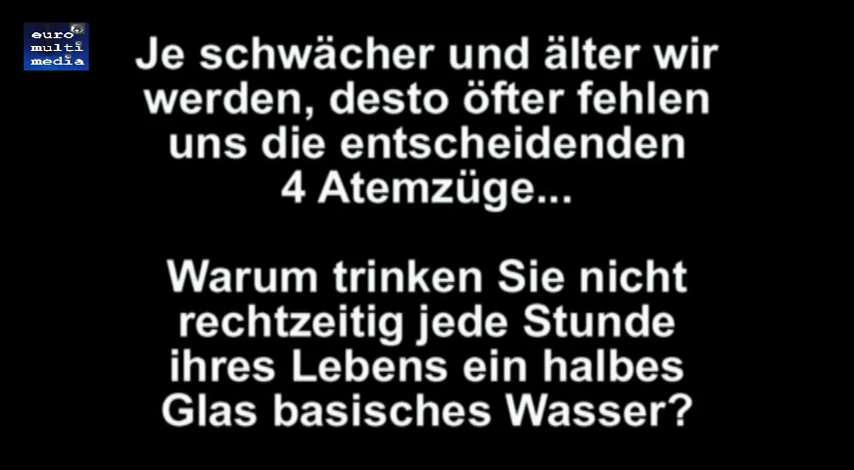 euro
multi
media
Je schwächer und älter wir
werden, desto öfter fehlen
uns die entscheidenden
4 Atemzüge...
Warum trinken Sie nicht
rechtzeitig jede Stunde
ihres Lebens ein halbes
Glas basisches Wasser?